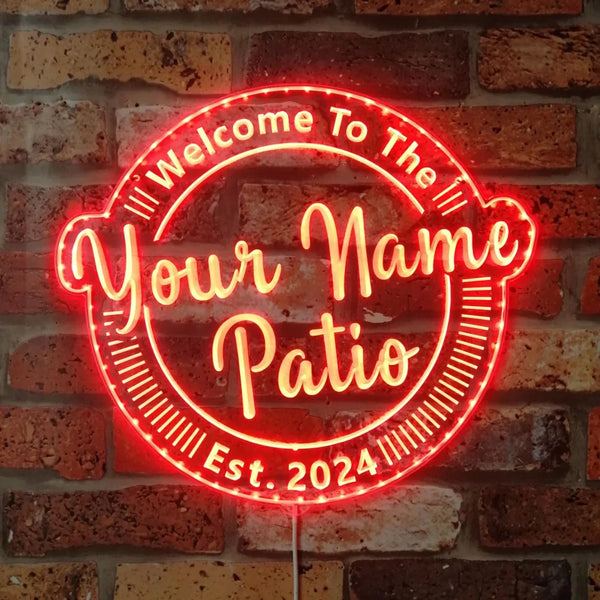 Welcome To The
Your Name
Patio
Est. 2024